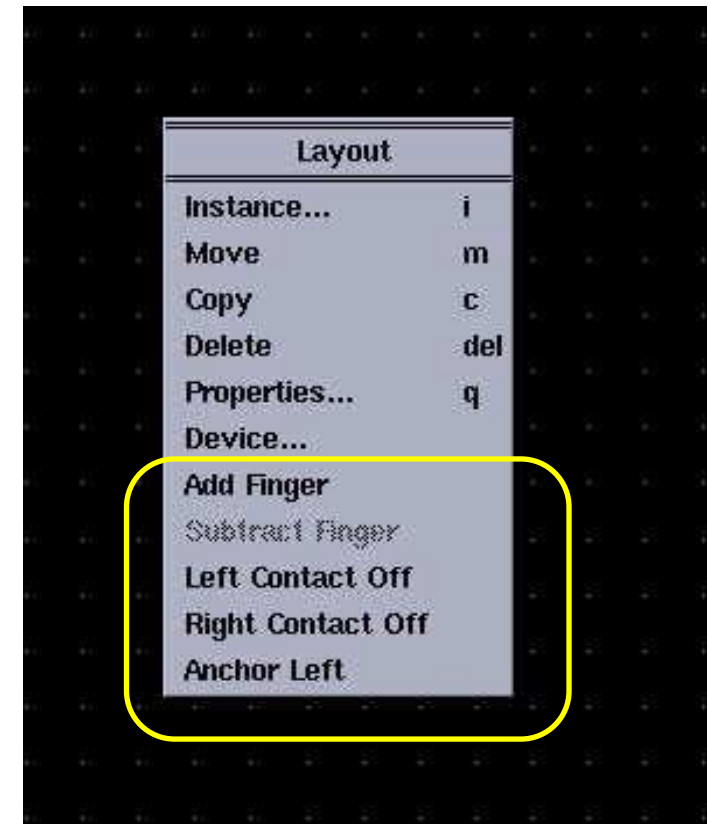 Layout
Instance... i
Move m
Copy c
Delete del
Properties... q
Device...
Add Finger
Subtract Finger
Left Contact Off
Right Contact Off
Anchor Left